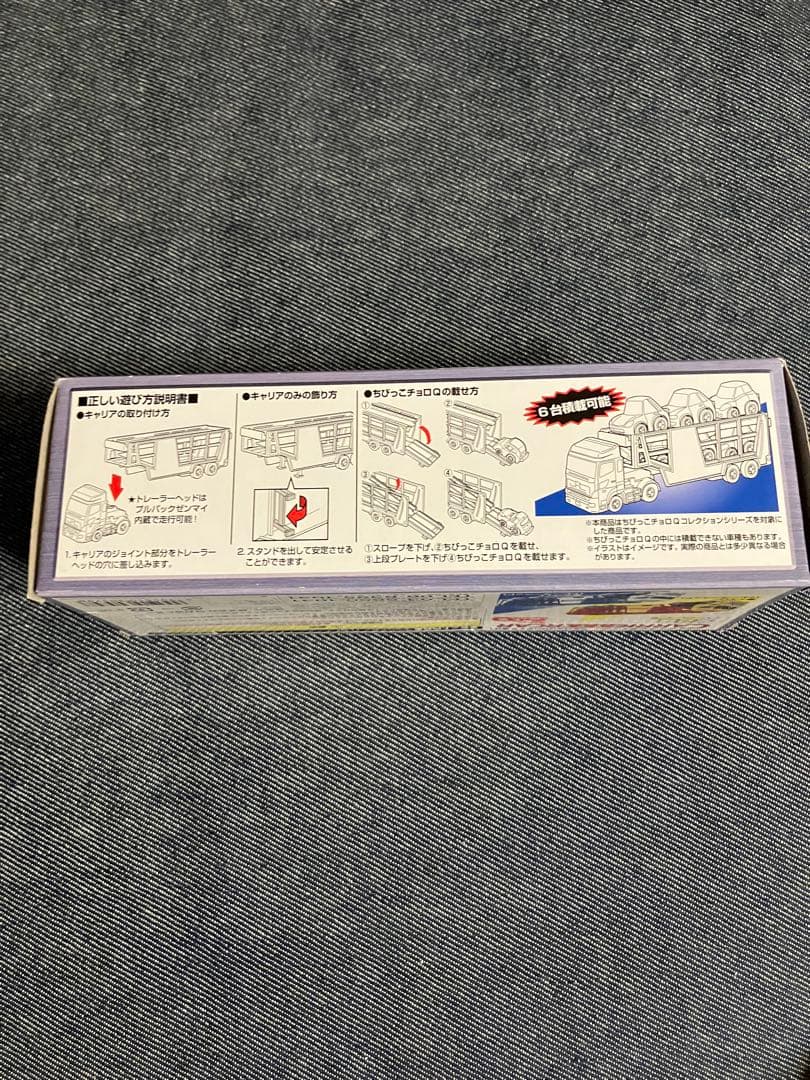 ■正しい遊び方説明書■
●キャリアの取り付け方
★トレーラーヘッドは
プルバックゼンマイ
内蔵で走行可能！
1.キャリアのジョイント部分をトレーラー
ヘッドの穴に差し込みます。
●キャリアのみの飾り方
2.スタンドを出して安定させる
ことができます。
●ちびっこチョロQの載せ方
①
②
③
④
①スロープを下げ、②ちびっこチョロQを載せ、
③上段プレートを下げ④ちびっこチョロQを載せます。
6台積載可能
※本商品はちびっこチョロQコレクションシリーズを対象に
した商品です。
※ちびっこチョロQの中には積載できない車種もあります。
※イラストはイメージです。実際の商品とは多少異なる場合
があります。